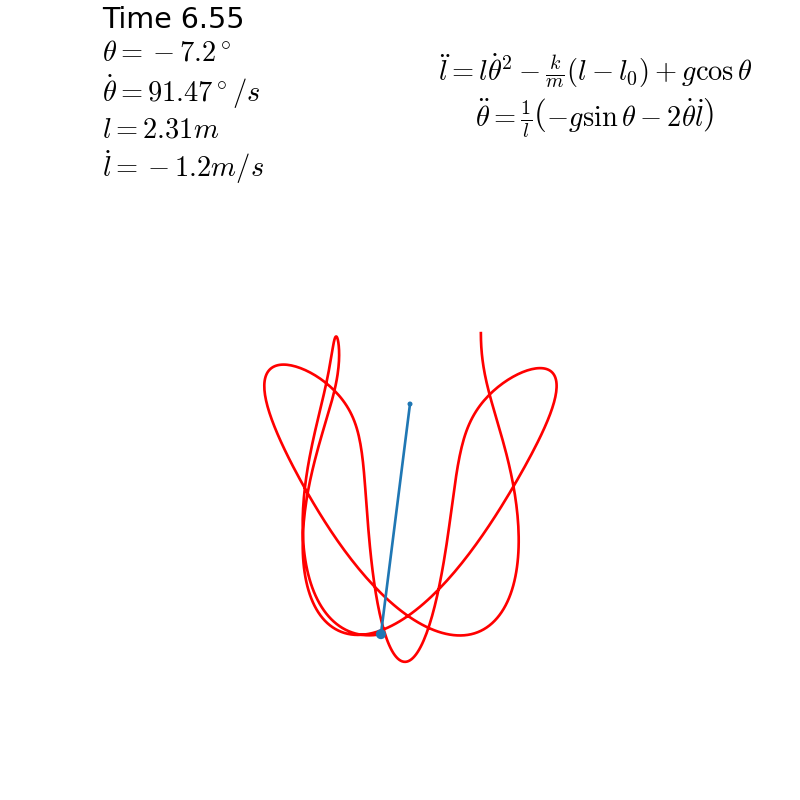 Time 6.55
θ = −7.2°
θ̇ = 91.47°/s
l = 2.31m
l̇ = −1.2m/s
l̈ = lθ̇² − k/m(l − l₀) + g cos θ
θ̈ = 1/l(−g sin θ − 2θ̇l̇)